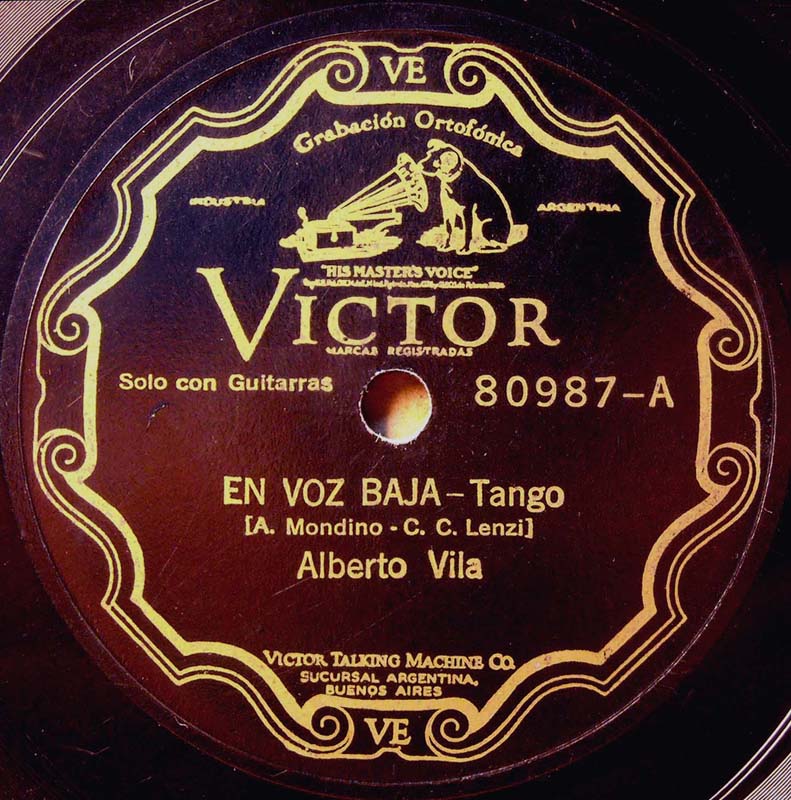 VE
Grabación Ortofónica
INDUSTRIA ARGENTINA
"HIS MASTER'S VOICE"
VICTOR
MARCAS REGISTRADAS
Solo con Guitarras 80987-A
EN VOZ BAJA - Tango
[A. Mondino - C. C. Lenzi]
Alberto Vila
VICTOR TALKING MACHINE CO.
SUCURSAL ARGENTINA,
BUENOS AIRES
VE